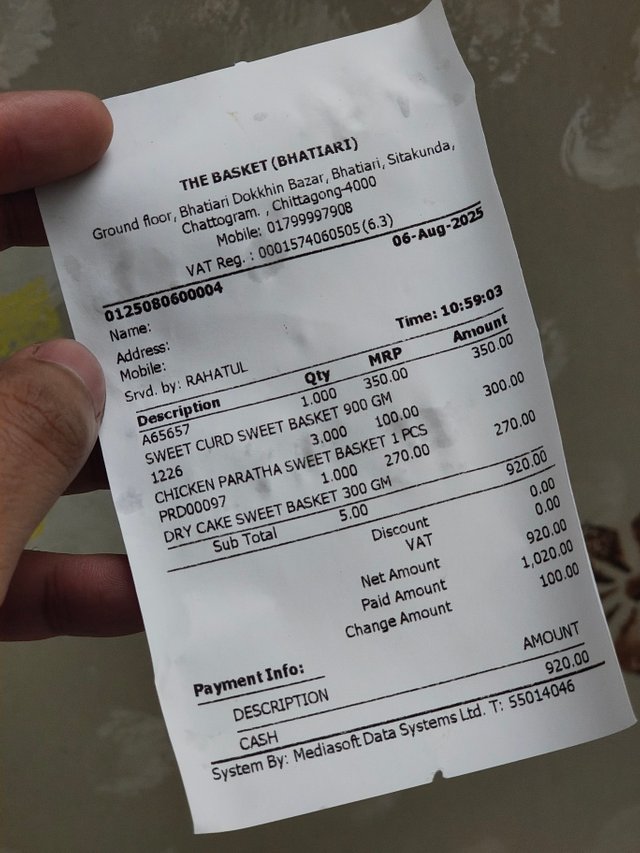 THE BASKET (BHATIARI)
Ground floor, Bhatiari Dokkhin Bazar, Bhatiari, Sitakunda,
Chattogram. , Chittagong-4000
Mobile: 01799997908
VAT Reg. : 0001574060505(6.3)
0125080600004 06-Aug-2025
Name:
Address:
Mobile: Time: 10:59:03
Srvd. by: RAHATUL
Description Qty MRP Amount
A65657 1.000 350.00 350.00
SWEET CURD SWEET BASKET 900 GM
1226 3.000 100.00 300.00
CHICKEN PARATHA SWEET BASKET 1 PCS
PRD00097 1.000 270.00 270.00
DRY CAKE SWEET BASKET 300 GM
Sub Total 5.00 920.00
Discount 0.00
VAT 0.00
Net Amount 920.00
Paid Amount 1,020.00
Change Amount 100.00
Payment Info:
DESCRIPTION AMOUNT
CASH 920.00
System By: Mediasoft Data Systems Ltd. T: 55014046